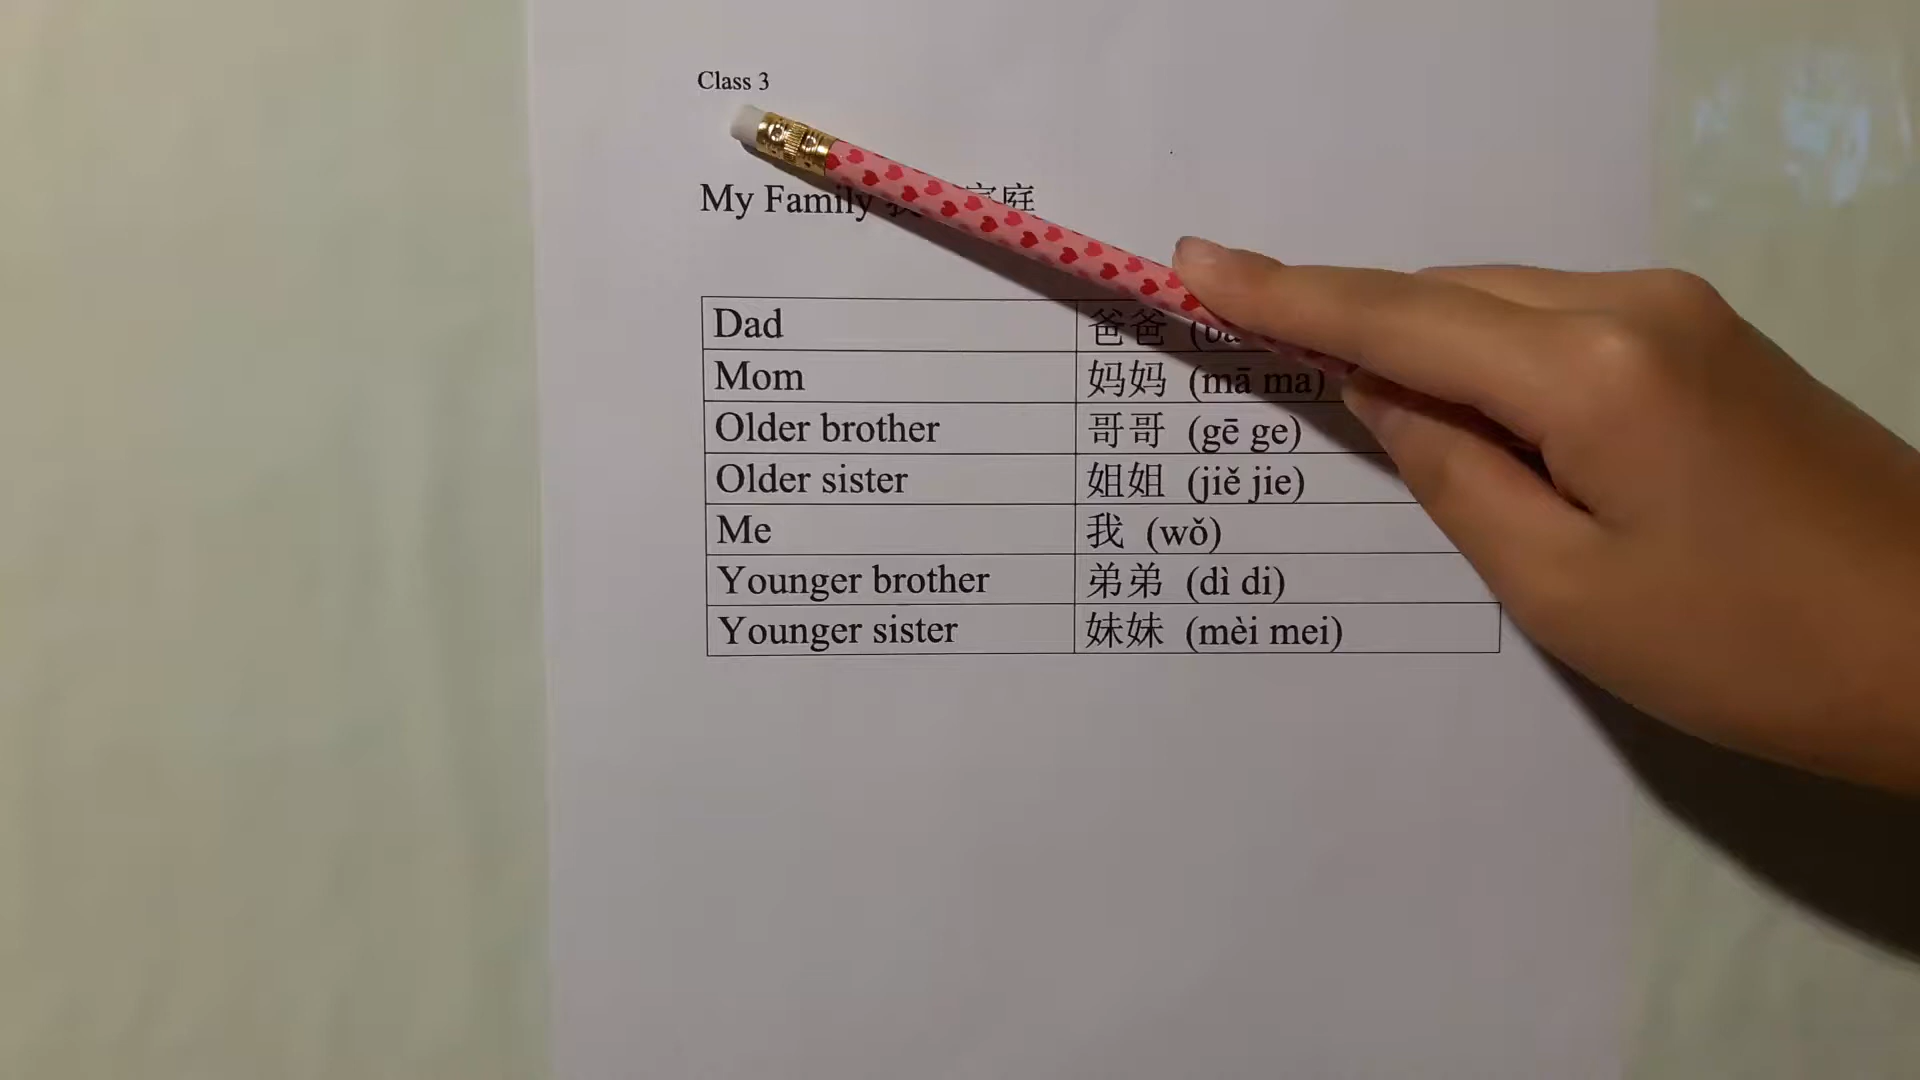 Class 3
My Family 家庭
Dad 爸爸
Mom 妈妈 (mā ma)
Older brother 哥哥 (gē ge)
Older sister 姐姐 (jiě jie)
Me 我 (wǒ)
Younger brother 弟弟 (dì di)
Younger sister 妹妹 (mèi mei)